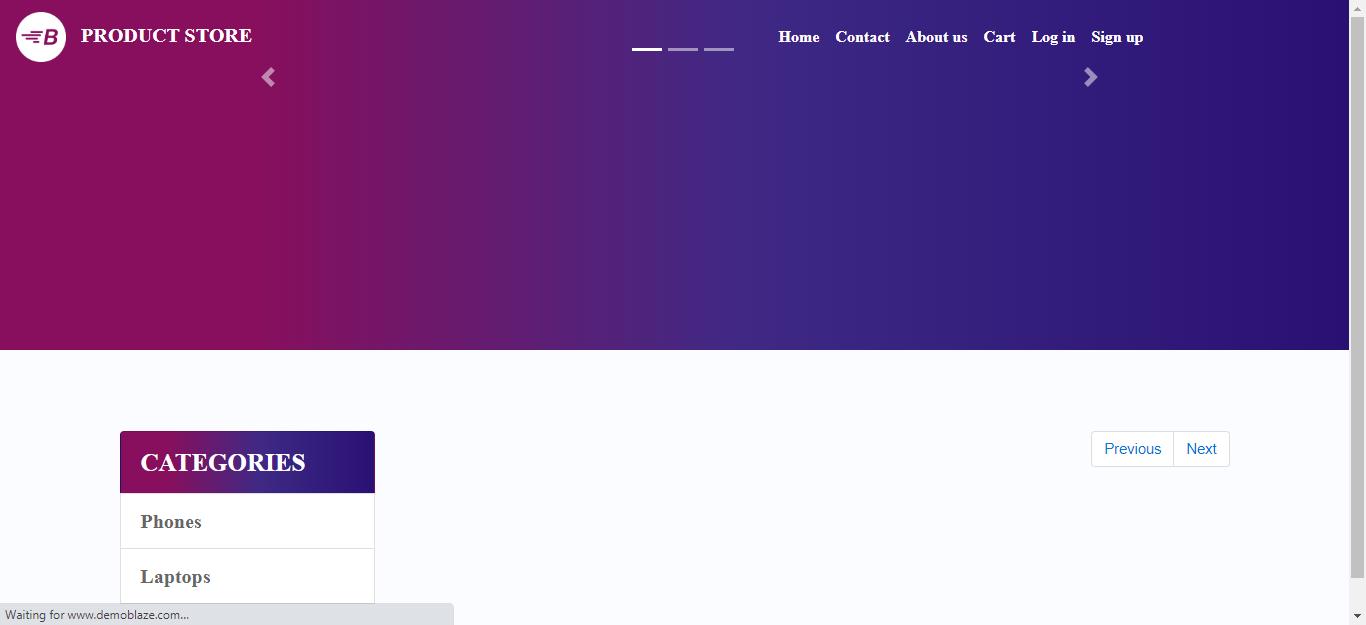 B PRODUCT STORE
Home Contact About us Cart Log in Sign up
CATEGORIES
Phones
Laptops
Previous Next
Waiting for www.demoblaze.com...